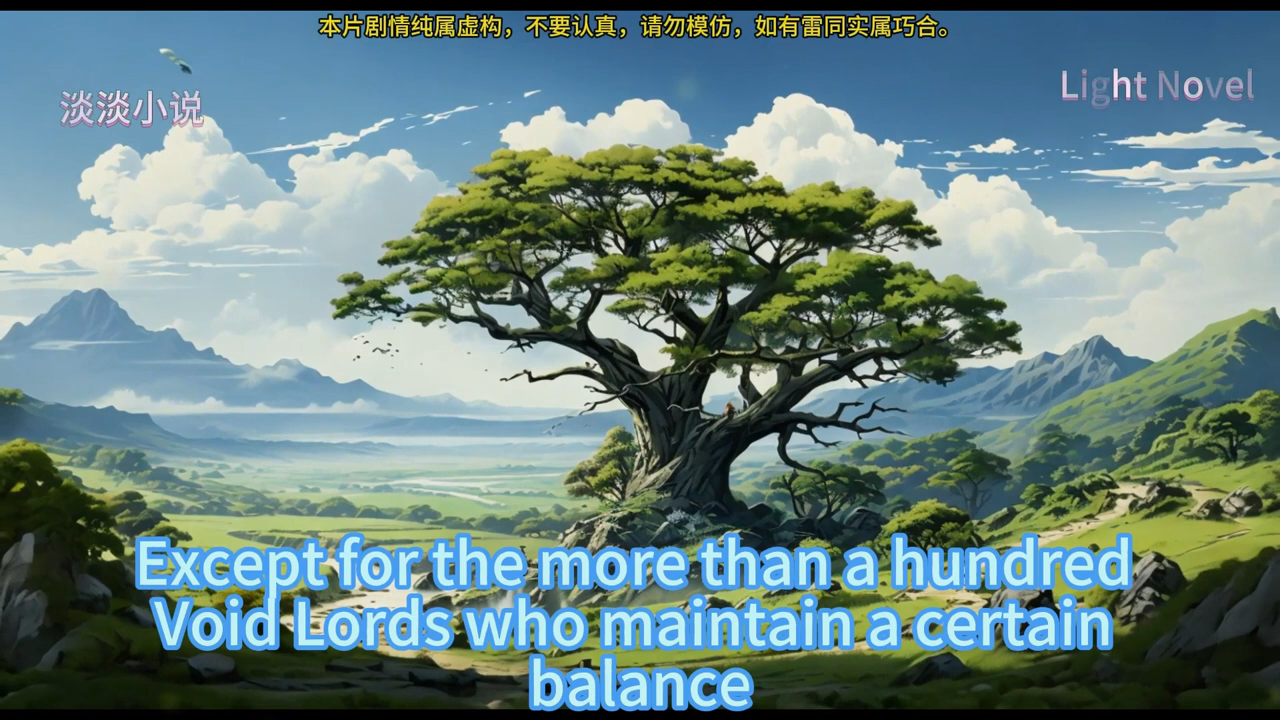 本片剧情纯属虚构，不要认真，请勿模仿，如有雷同实属巧合。
淡淡小说
Light Novel
Except for the more than a hundred
Void Lords who maintain a certain
balance